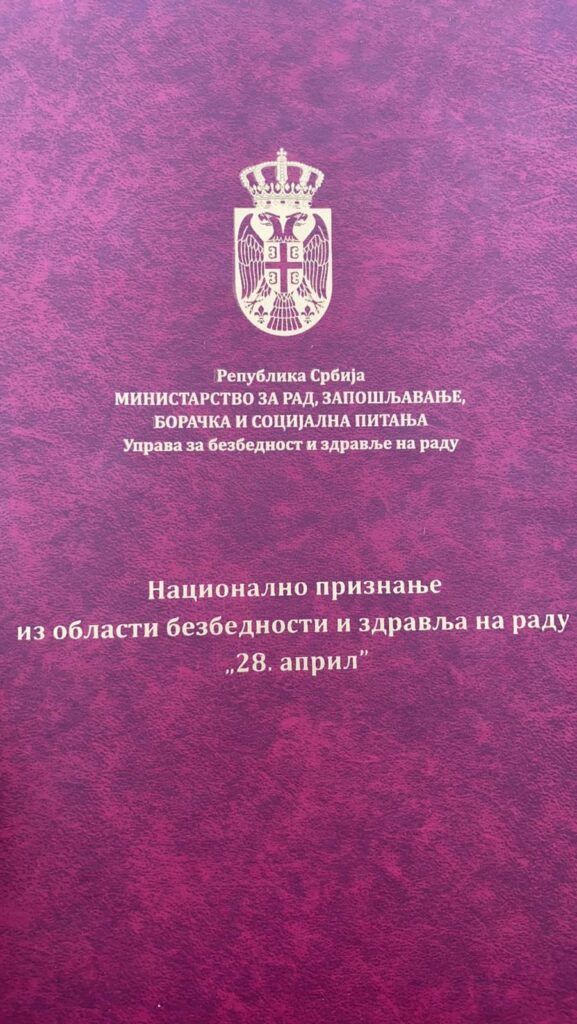 Република Србија
МИНИСТАРСТВО ЗА РАД, ЗАПОШЉАВАЊЕ,
БОРАЧКА И СОЦИЈАЛНА ПИТАЊА
Управа за безбедност и здравље на раду
Национално признање
из области безбедности и здравља на раду
„28. април”